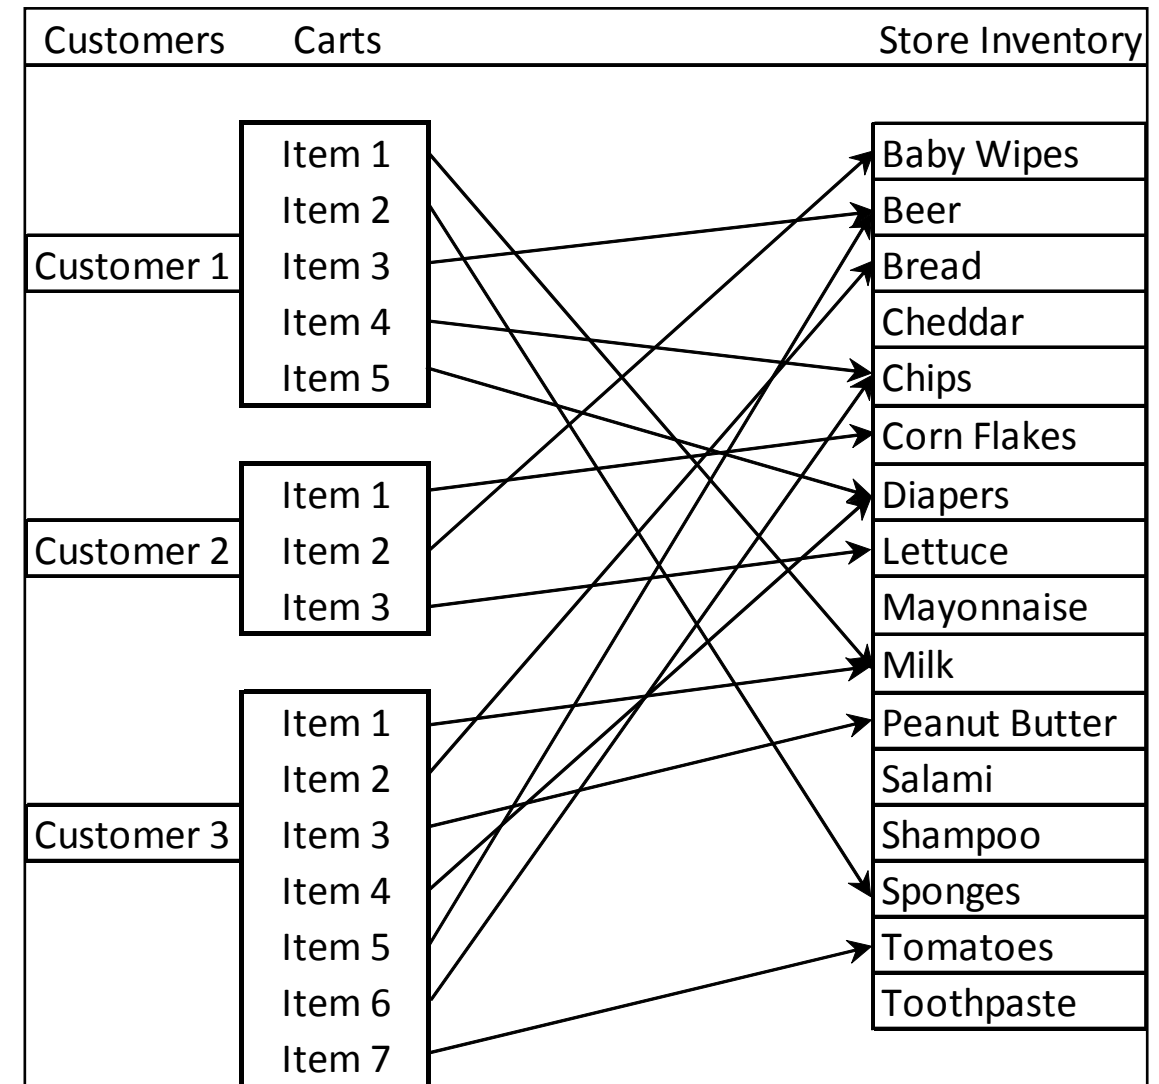 Customers Carts Store Inventory
Item 1
Item 2
Customer 1 Item 3
Item 4
Item 5
Item 1
Customer 2 Item 2
Item 3
Item 1
Item 2
Customer 3 Item 3
Item 4
Item 5
Item 6
Item 7
Baby Wipes
Beer
Bread
Cheddar
Chips
Corn Flakes
Diapers
Lettuce
Mayonnaise
Milk
Peanut Butter
Salami
Shampoo
Sponges
Tomatoes
Toothpaste